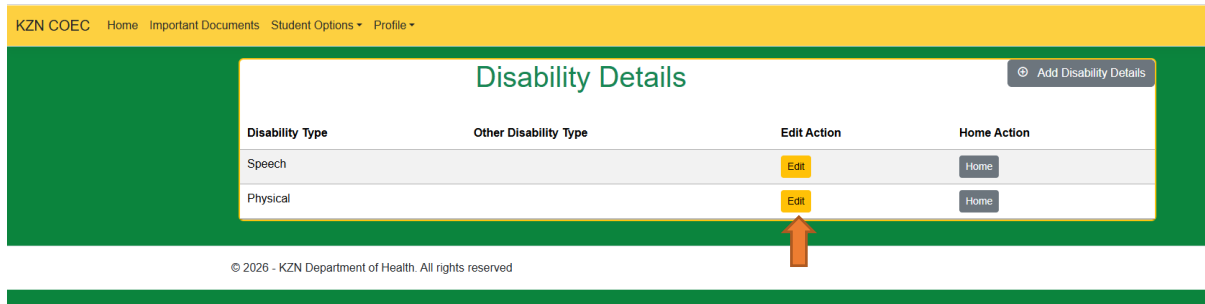 KZN COEC Home Important Documents Student Options Profile
Disability Details
Add Disability Details
Disability Type Other Disability Type Edit Action Home Action
Speech Edit Home
Physical Edit Home
© 2026 - KZN Department of Health. All rights reserved